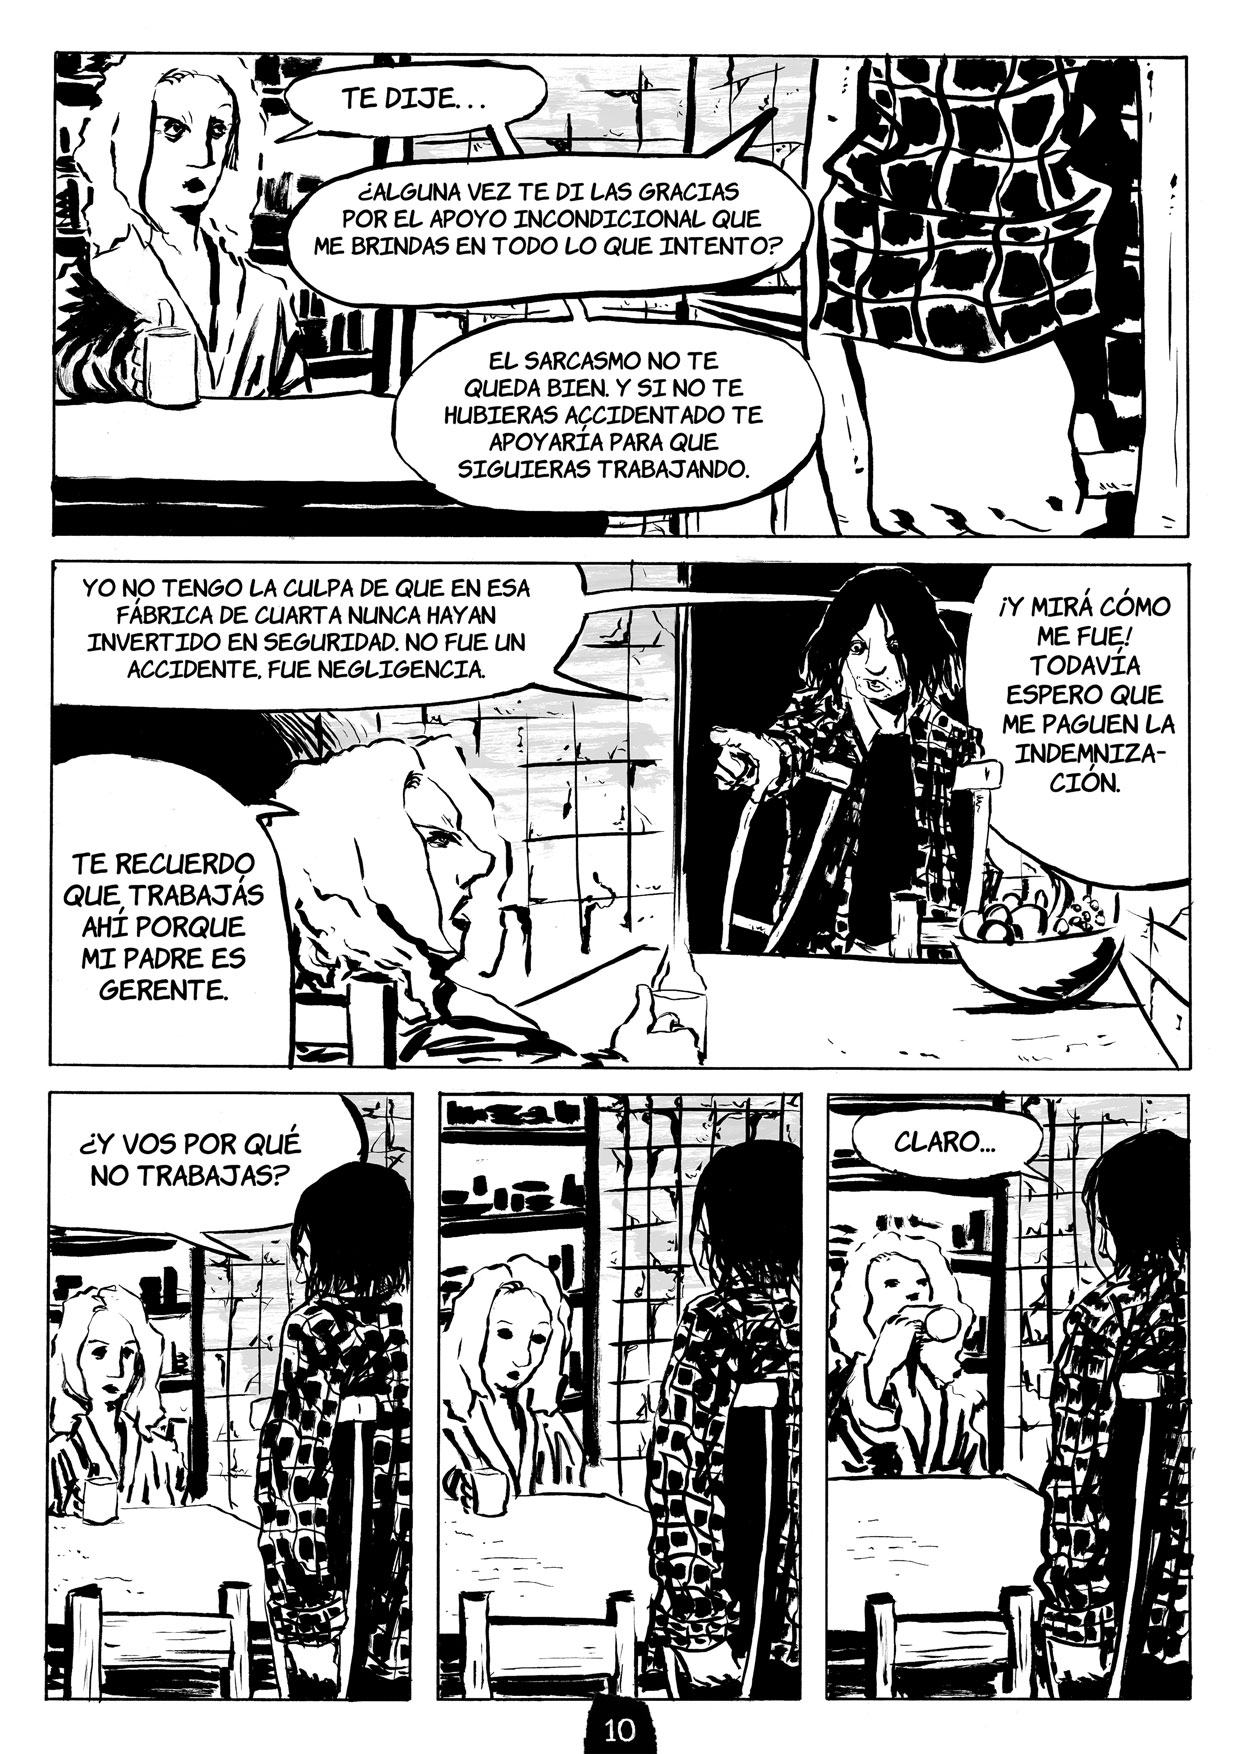 TE DIJE...
¿ALGUNA VEZ TE DI LAS GRACIAS
POR EL APOYO INCONDICIONAL QUE
ME BRINDAS EN TODO LO QUE INTENTO?
EL SARCASMO NO TE
QUEDA BIEN. Y SI NO TE
HUBIERAS ACCIDENTADO TE
APOYARÍA PARA QUE
SIGUIERAS TRABAJANDO.
YO NO TENGO LA CULPA DE QUE EN ESA
FÁBRICA DE CUARTA NUNCA HAYAN
INVERTIDO EN SEGURIDAD. NO FUE UN
ACCIDENTE, FUE NEGLIGENCIA.
¡Y MIRÁ CÓMO
ME FUE!
TODAVÍA
ESPERO QUE
ME PAGUEN LA
INDEMNIZA-
CIÓN.
TE RECUERDO
QUE TRABAJÁS
AHÍ PORQUE
MI PADRE ES
GERENTE.
¿Y VOS POR QUÉ
NO TRABAJAS?
CLARO...
10